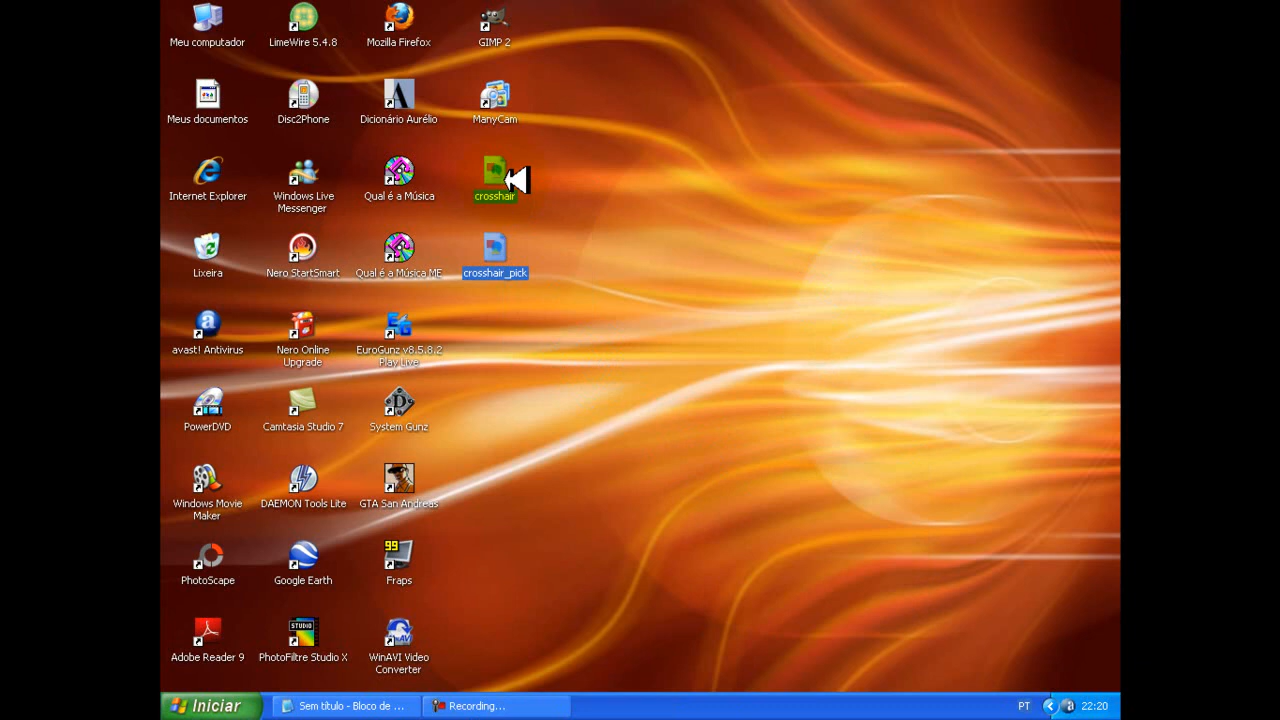 Meu computador
LimeWire 5.4.8
Mozilla Firefox
GIMP 2
Meus documentos
Disc2Phone
Dicionário Aurélio
ManyCam
Internet Explorer
Windows Live
Messenger
Qual é a Música
crosshair
Lixeira
Nero StartSmart
Qual é a Música ME
crosshair_pick
avast! Antivirus
Nero Online
Upgrade
EuroGunz v8.5.8.2
Play Live
PowerDVD
Camtasia Studio 7
System Gunz
Windows Movie
Maker
DAEMON Tools Lite
GTA San Andreas
99
PhotoScape
Google Earth
Fraps
STUDIO
Adobe Reader 9
PhotoFiltre Studio X
WinAVI Video
Converter
Iniciar
Sem título - Bloco de ...
Recording...
PT
22:20